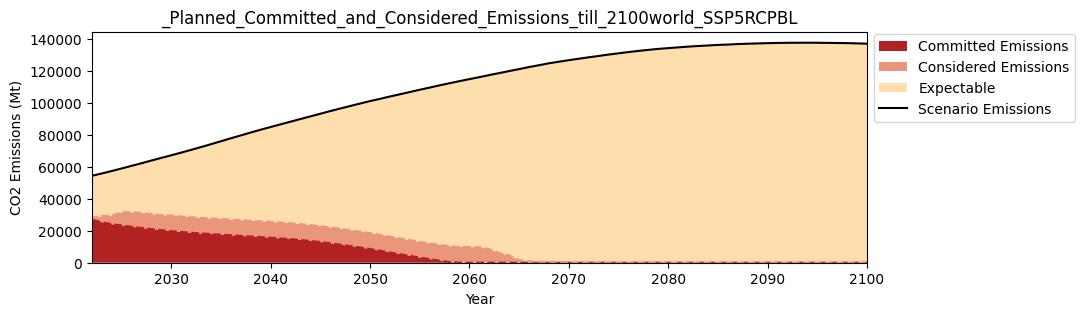 _Planned_Committed_and_Considered_Emissions_till_2100world_SSP5RCPBL
CO2 Emissions (Mt)
140000
120000
100000
80000
60000
40000
20000
0
2030 2040 2050 2060 2070 2080 2090 2100
Year
Committed Emissions
Considered Emissions
Expectable
Scenario Emissions